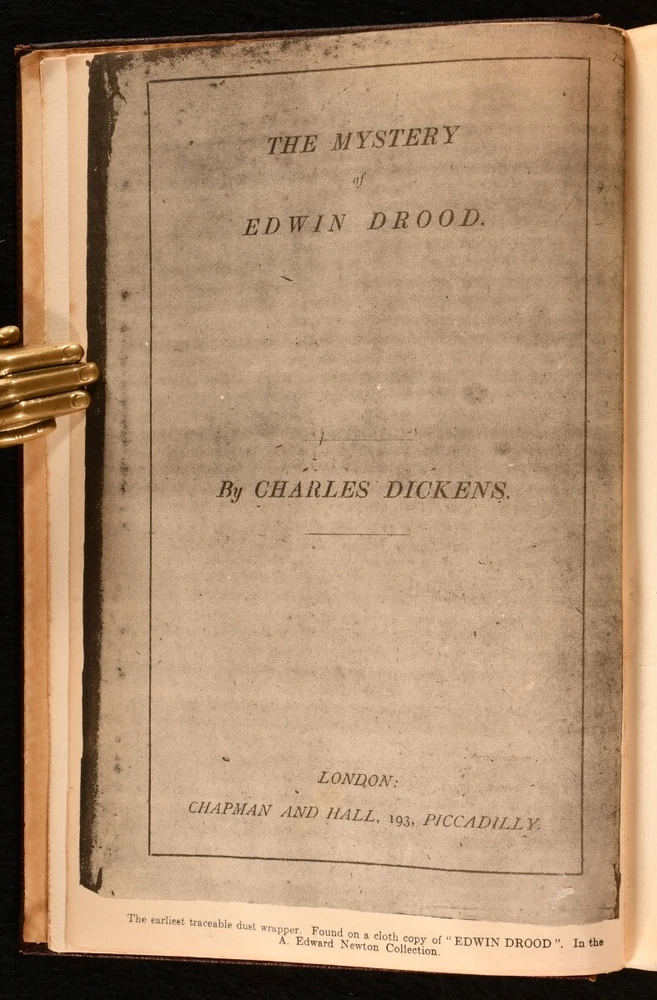 THE MYSTERY
of
EDWIN DROOD.
By CHARLES DICKENS.
LONDON:
CHAPMAN AND HALL, 193, PICCADILLY.
The earliest traceable dust wrapper. Found on a cloth copy of "EDWIN DROOD". In the
A. Edward Newton Collection.